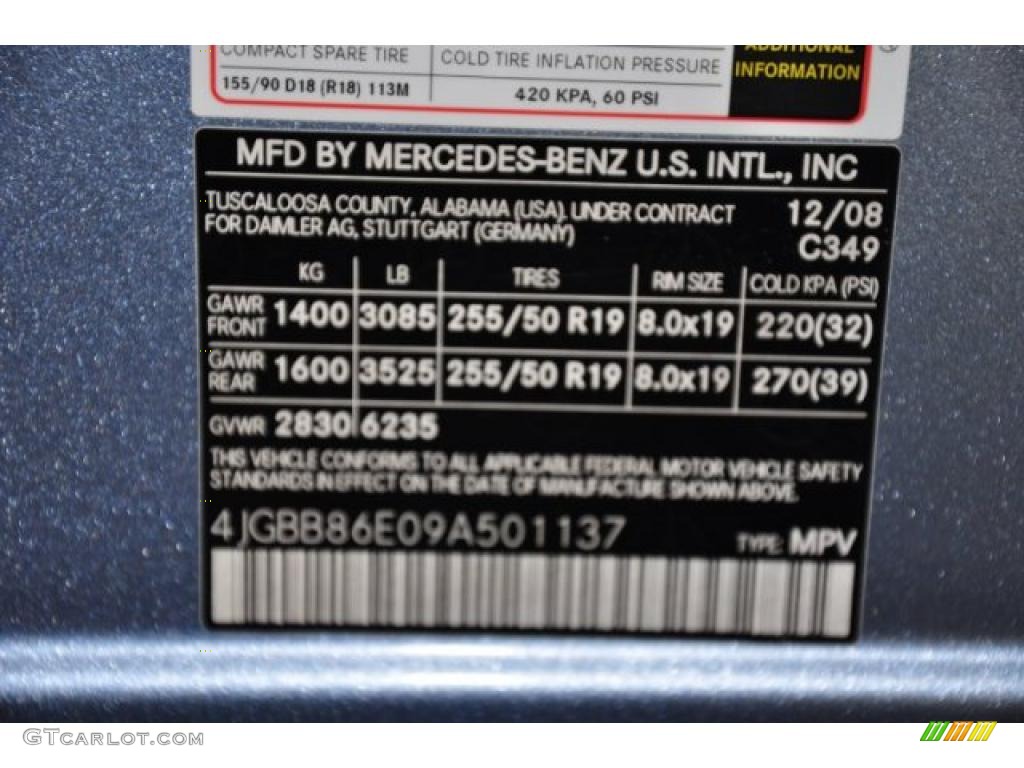 COMPACT SPARE TIRE COLD TIRE INFLATION PRESSURE ADDITIONAL
155/90 D18 (R18) 113M 420 KPA, 60 PSI INFORMATION
MFD BY MERCEDES-BENZ U.S. INTL., INC
TUSCALOOSA COUNTY, ALABAMA (USA), UNDER CONTRACT 12/08
FOR DAIMLER AG, STUTTGART (GERMANY) C349
KG LB TIRES RIM SIZE COLD KPA (PSI)
GAWR FRONT 1400 3085 255/50 R19 8.0x19 220(32)
GAWR REAR 1600 3525 255/50 R19 8.0x19 270(39)
GVWR 2830 6235
THIS VEHICLE CONFORMS TO ALL APPLICABLE FEDERAL MOTOR VEHICLE SAFETY
STANDARDS IN EFFECT ON THE DATE OF MANUFACTURE SHOWN ABOVE.
4JGBB86E09A501137 TYPE: MPV
GTcarlot.com